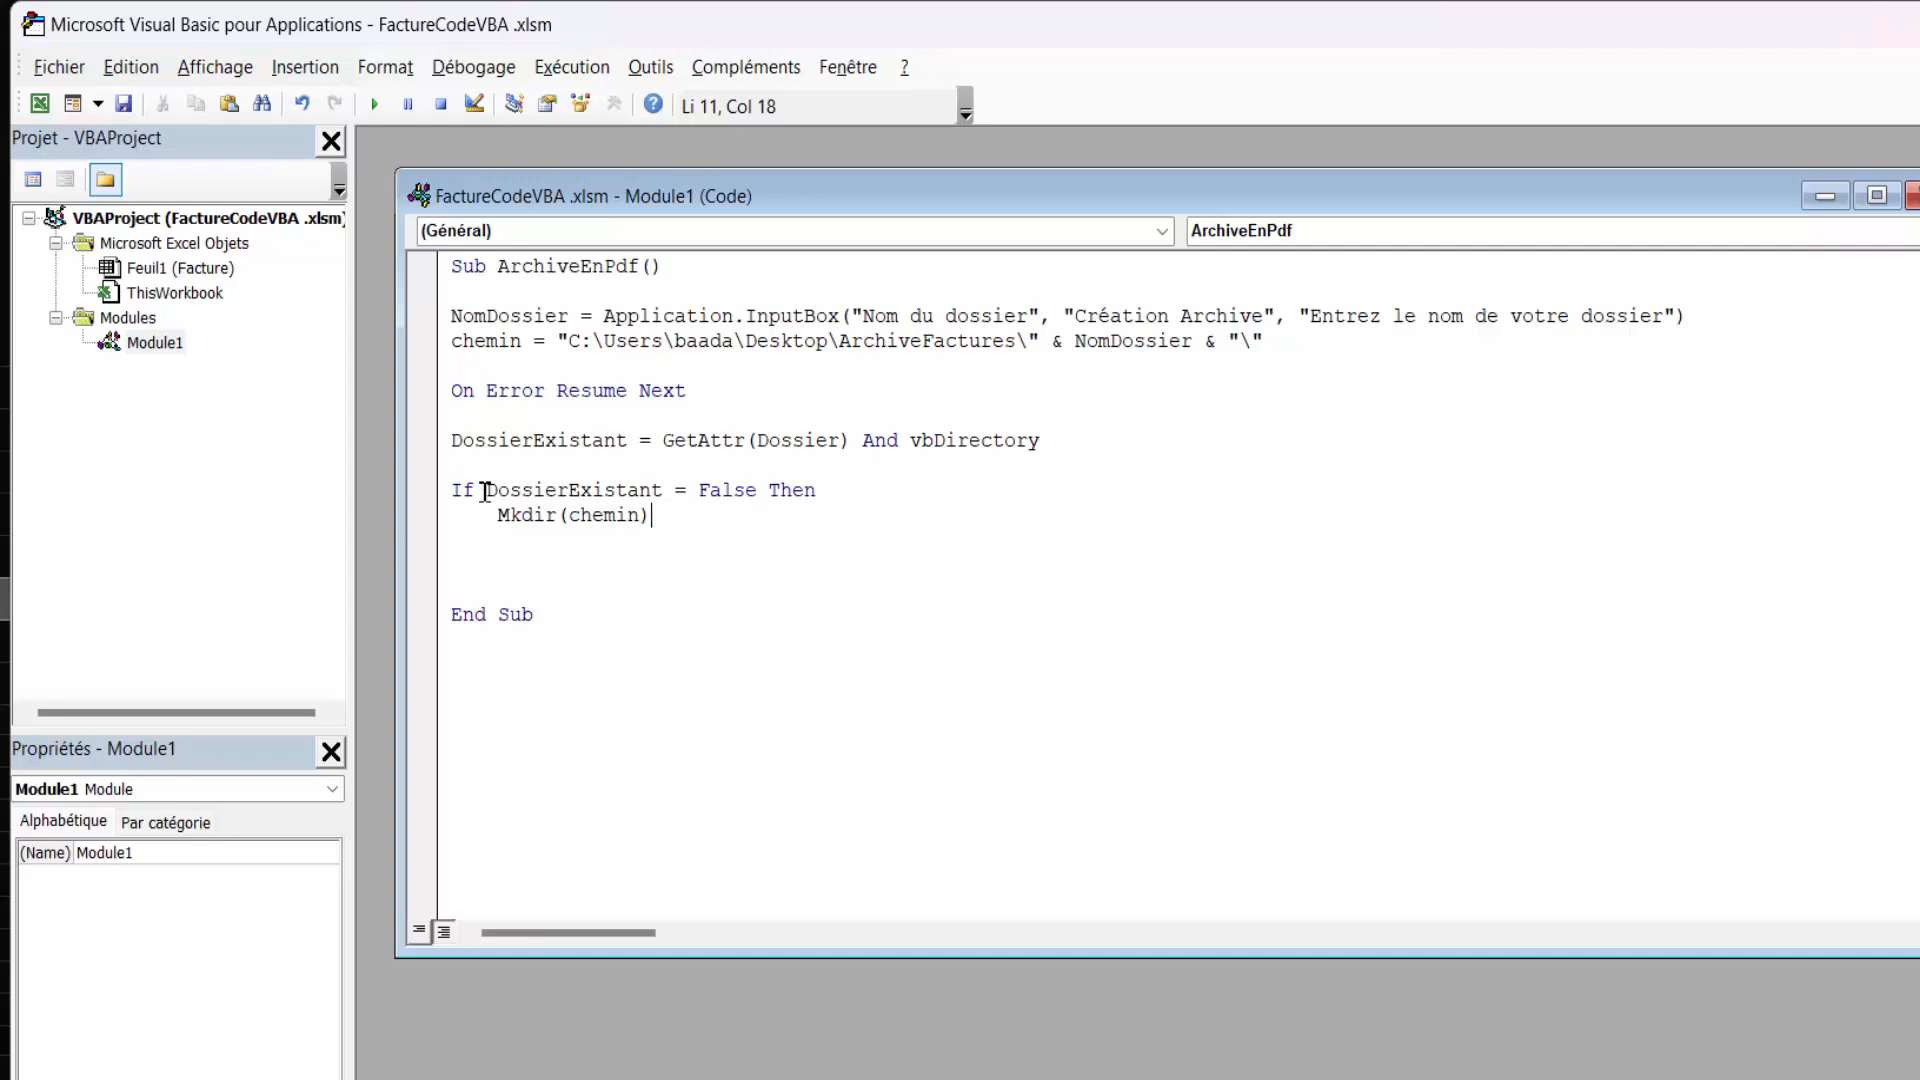 Microsoft Visual Basic pour Applications - FactureCodeVBA .xlsm
Fichier Edition Affichage Insertion Format Débogage Exécution Outils Compléments Fenêtre ?
Li 11, Col 18
Projet - VBAProject
VBAProject (FactureCodeVBA .xlsm)
Microsoft Excel Objets
Feuil1 (Facture)
ThisWorkbook
Modules
Module1
Propriétés - Module1
Module1 Module
Alphabétique Par catégorie
(Name) Module1
FactureCodeVBA .xlsm - Module1 (Code)
(Général) ArchiveEnPdf
Sub ArchiveEnPdf()
NomDossier = Application.InputBox("Nom du dossier", "Création Archive", "Entrez le nom de votre dossier")
chemin = "C:\Users\baada\Desktop\ArchiveFactures\" & NomDossier & "\"
On Error Resume Next
DossierExistant = GetAttr(Dossier) And vbDirectory
If DossierExistant = False Then
Mkdir(chemin)
End Sub